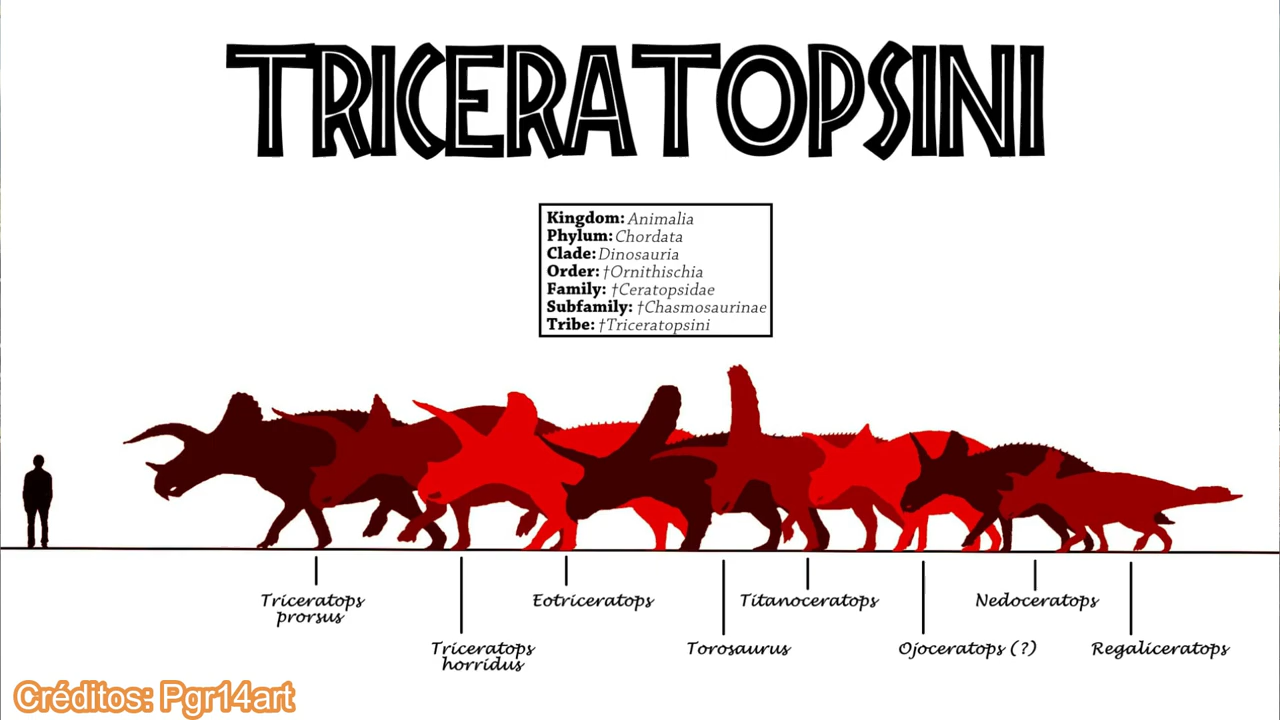 TRICERATOPSINI
Kingdom: Animalia
Phylum: Chordata
Clade: Dinosauria
Order: †Ornithischia
Family: †Ceratopsidae
Subfamily: †Chasmosaurinae
Tribe: †Triceratopsini
Triceratops
prorsus
Triceratops
horridus
Eotriceratops
Torosaurus
Titanoceratops
Ojoceratops (?)
Nedoceratops
Regaliceratops
Créditos: Pgr14art